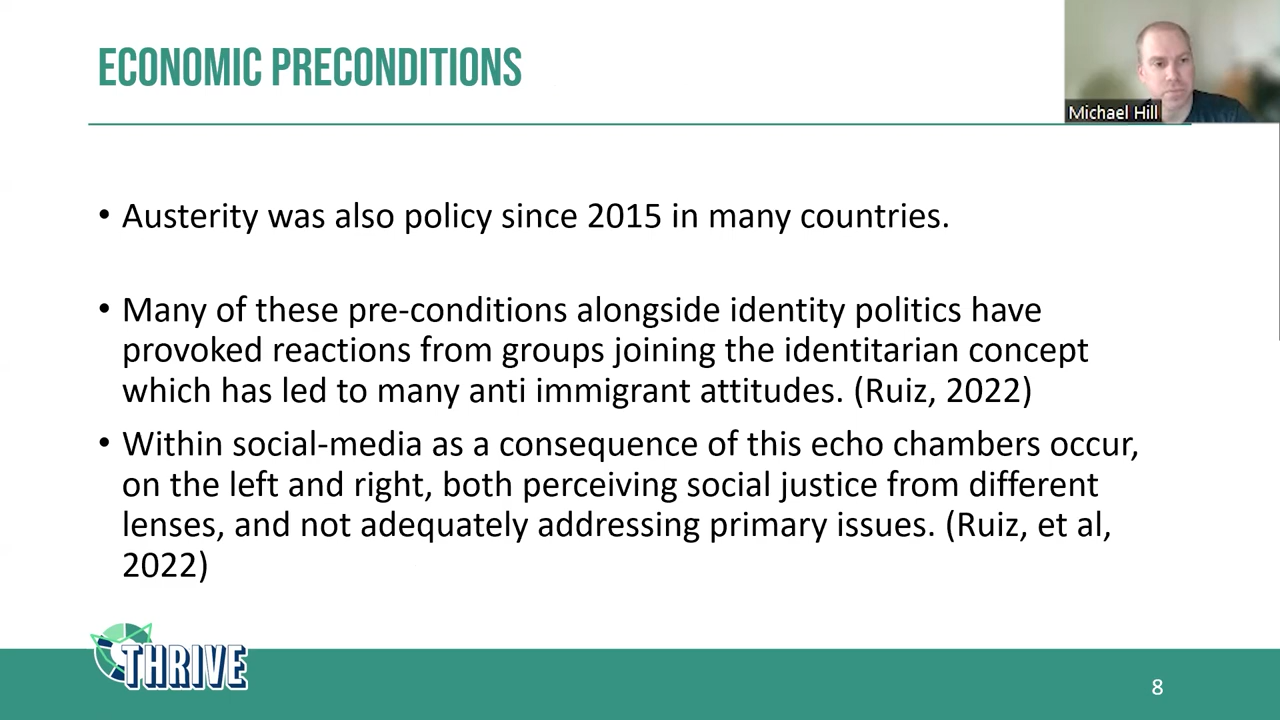 ECONOMIC PRECONDITIONS
Michael Hill
• Austerity was also policy since 2015 in many countries.
• Many of these pre-conditions alongside identity politics have
provoked reactions from groups joining the identitarian concept
which has led to many anti immigrant attitudes. (Ruiz, 2022)
• Within social-media as a consequence of this echo chambers occur,
on the left and right, both perceiving social justice from different
lenses, and not adequately addressing primary issues. (Ruiz, et al,
2022)
THRIVE
8